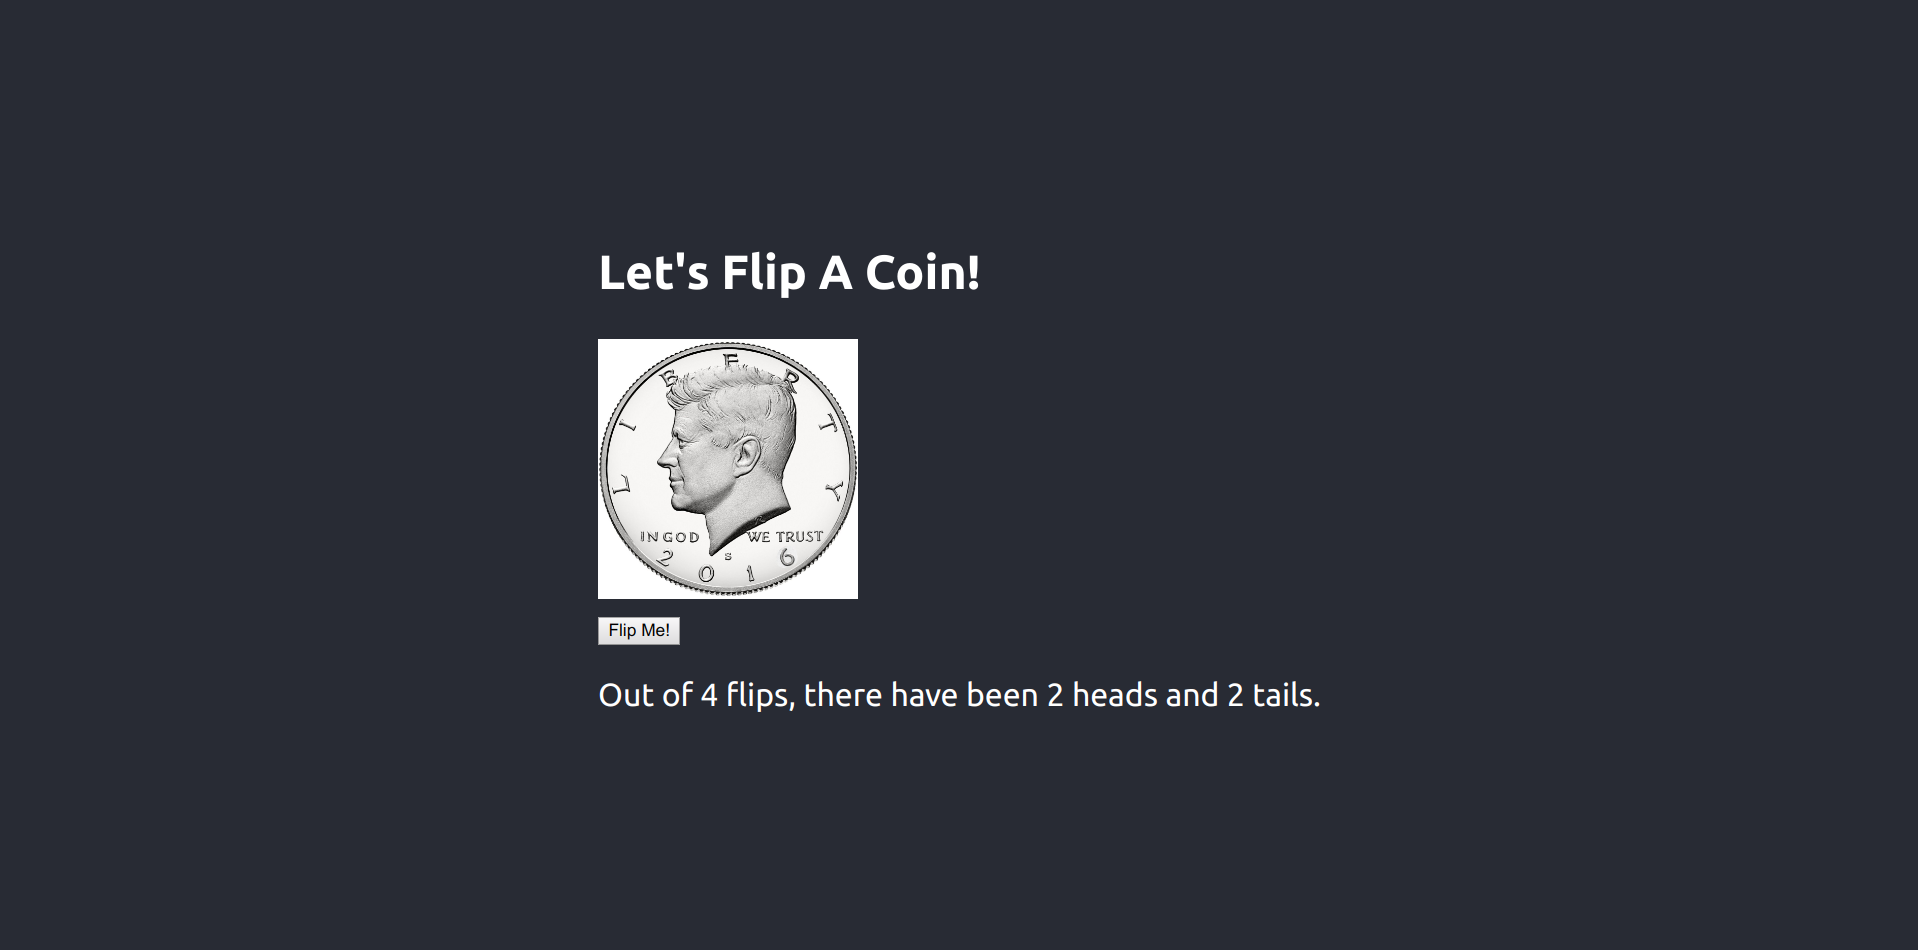 Let's Flip A Coin!
LIBERTY
IN GOD WE TRUST
S
2016
Flip Me!
Out of 4 flips, there have been 2 heads and 2 tails.